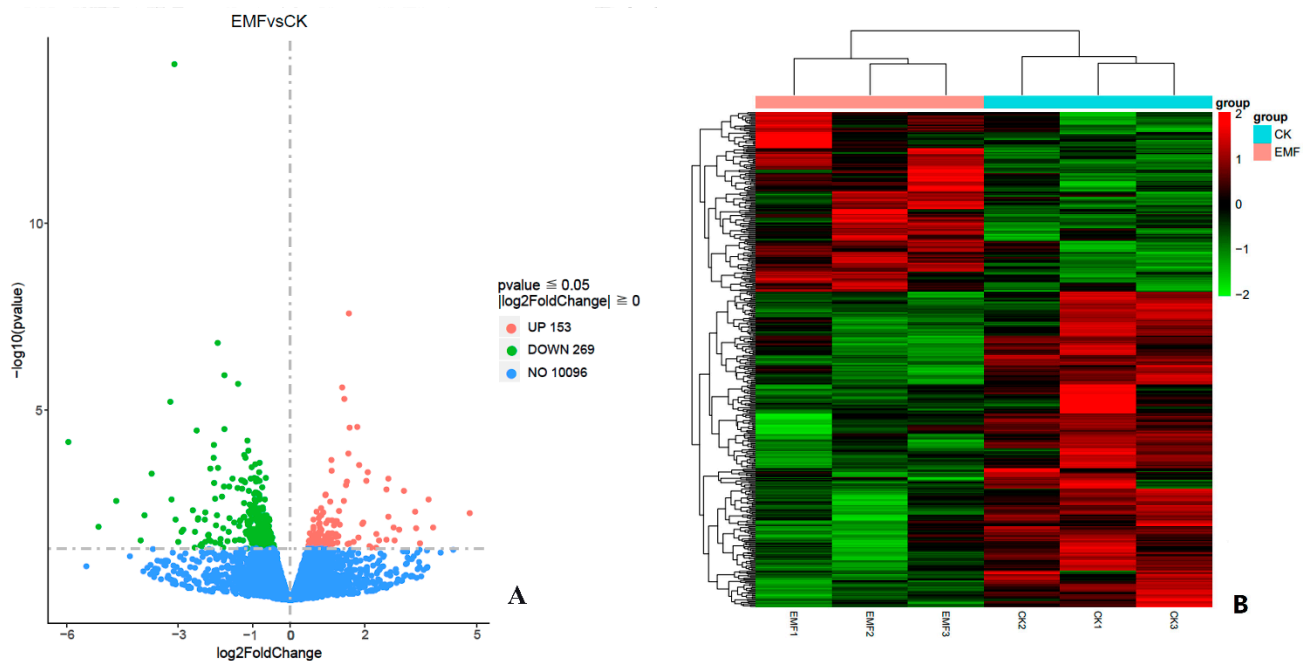 EMFvsCK
10
5
−log10(pvalue)
−6
−3
−1
0
2
5
log2FoldChange
pvalue ≦ 0.05
|log2FoldChange| ≧ 0
UP 153
DOWN 269
NO 10096
A
group
2
1
0
−1
−2
group
CK
EMF
EMF1
EMF2
EMF3
CK2
CK1
CK3
B